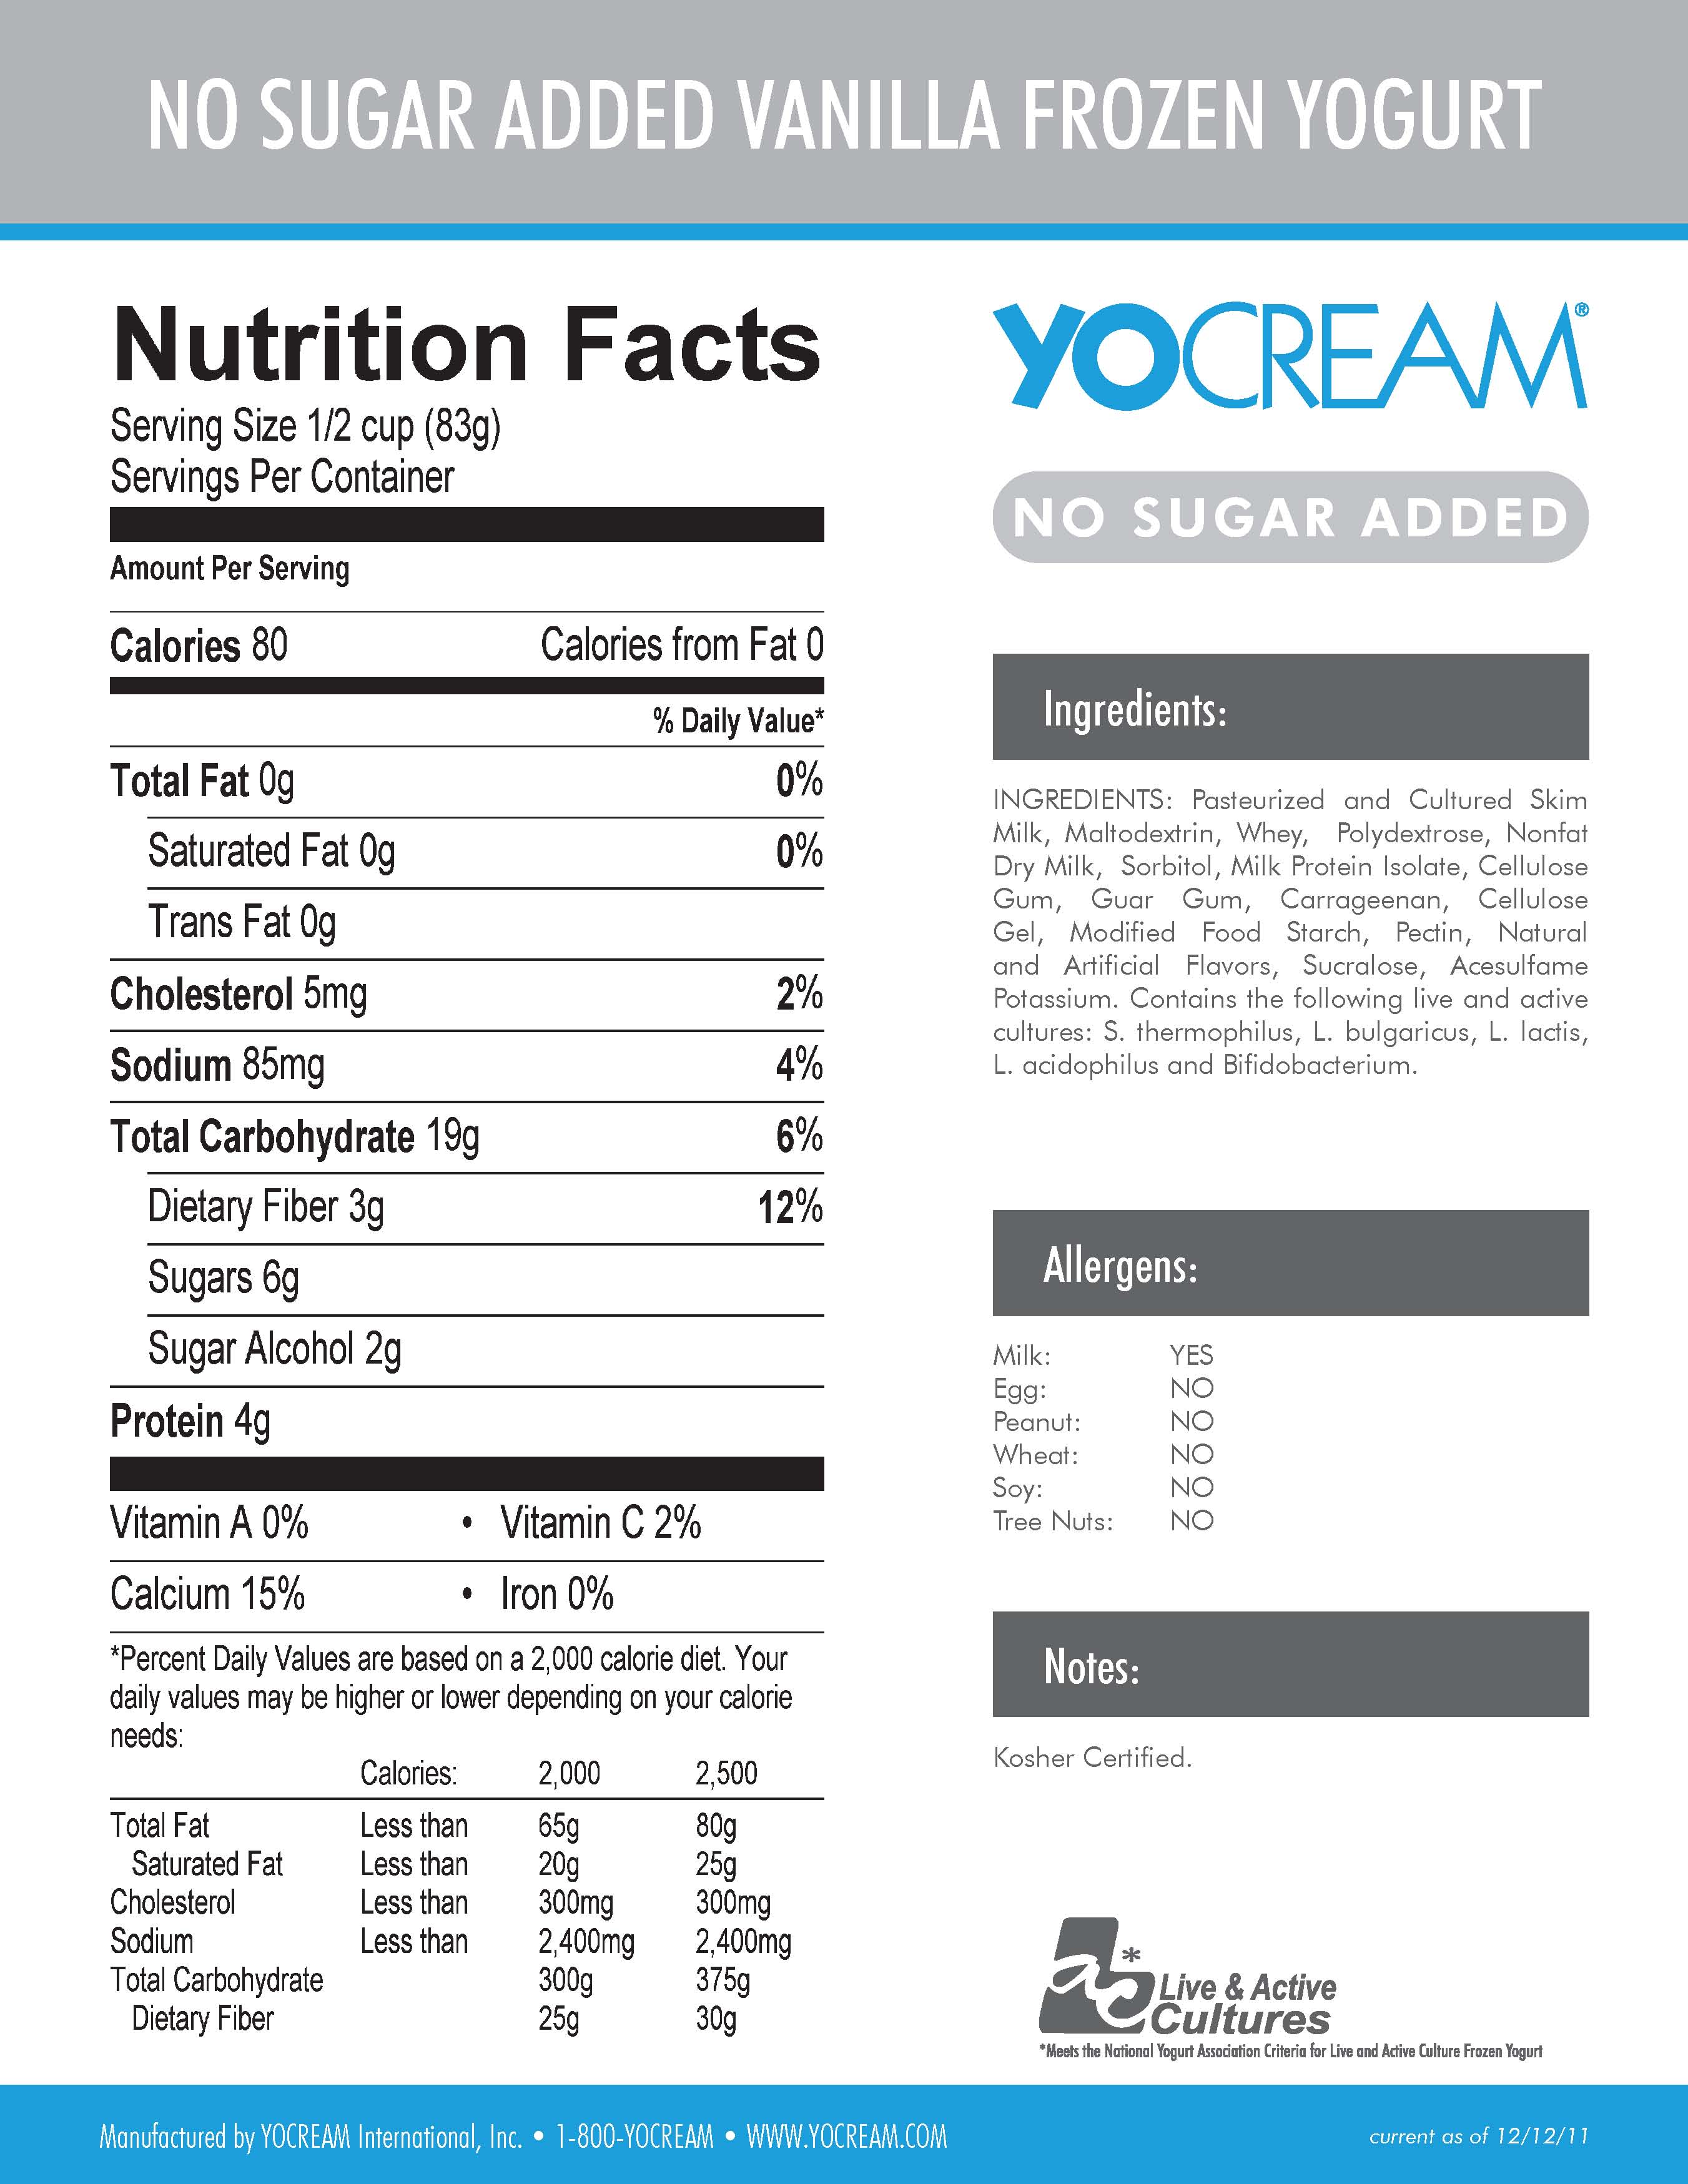 NO SUGAR ADDED VANILLA FROZEN YOGURT
Nutrition Facts
Serving Size 1/2 cup (83g)
Servings Per Container
Amount Per Serving
Calories 80 Calories from Fat 0
% Daily Value*
Total Fat 0g 0%
Saturated Fat 0g 0%
Trans Fat 0g
Cholesterol 5mg 2%
Sodium 85mg 4%
Total Carbohydrate 19g 6%
Dietary Fiber 3g 12%
Sugars 6g
Sugar Alcohol 2g
Protein 4g
Vitamin A 0% • Vitamin C 2%
Calcium 15% • Iron 0%
*Percent Daily Values are based on a 2,000 calorie diet. Your
daily values may be higher or lower depending on your calorie
needs:
Calories: 2,000 2,500
Total Fat Less than 65g 80g
Saturated Fat Less than 20g 25g
Cholesterol Less than 300mg 300mg
Sodium Less than 2,400mg 2,400mg
Total Carbohydrate 300g 375g
Dietary Fiber 25g 30g
YOCREAM®
NO SUGAR ADDED
Ingredients:
INGREDIENTS: Pasteurized and Cultured Skim
Milk, Maltodextrin, Whey, Polydextrose, Nonfat
Dry Milk, Sorbitol, Milk Protein Isolate, Cellulose
Gum, Guar Gum, Carrageenan, Cellulose
Gel, Modified Food Starch, Pectin, Natural
and Artificial Flavors, Sucralose, Acesulfame
Potassium. Contains the following live and active
cultures: S. thermophilus, L. bulgaricus, L. lactis,
L. acidophilus and Bifidobacterium.
Allergens:
Milk: YES
Egg: NO
Peanut: NO
Wheat: NO
Soy: NO
Tree Nuts: NO
Notes:
Kosher Certified.
ac*
Live & Active
Cultures
*Meets the National Yogurt Association Criteria for Live and Active Culture Frozen Yogurt
Manufactured by YOCREAM International, Inc. • 1-800-YOCREAM • WWW.YOCREAM.COM
current as of 12/12/11